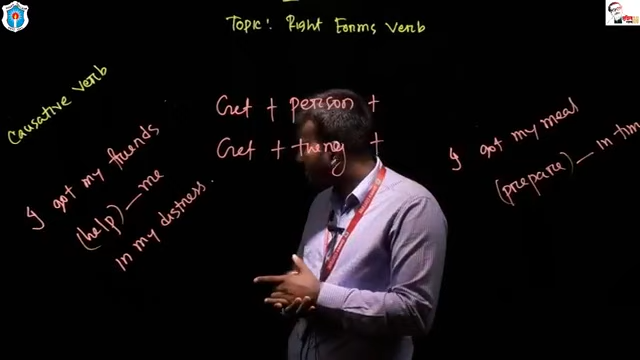 Topic: Right Forms Verb
Causative Verb
Get + person +
Get + thing +
I got my friends
(help) — me
in my distress.
I got my meal
(prepare) — in tim